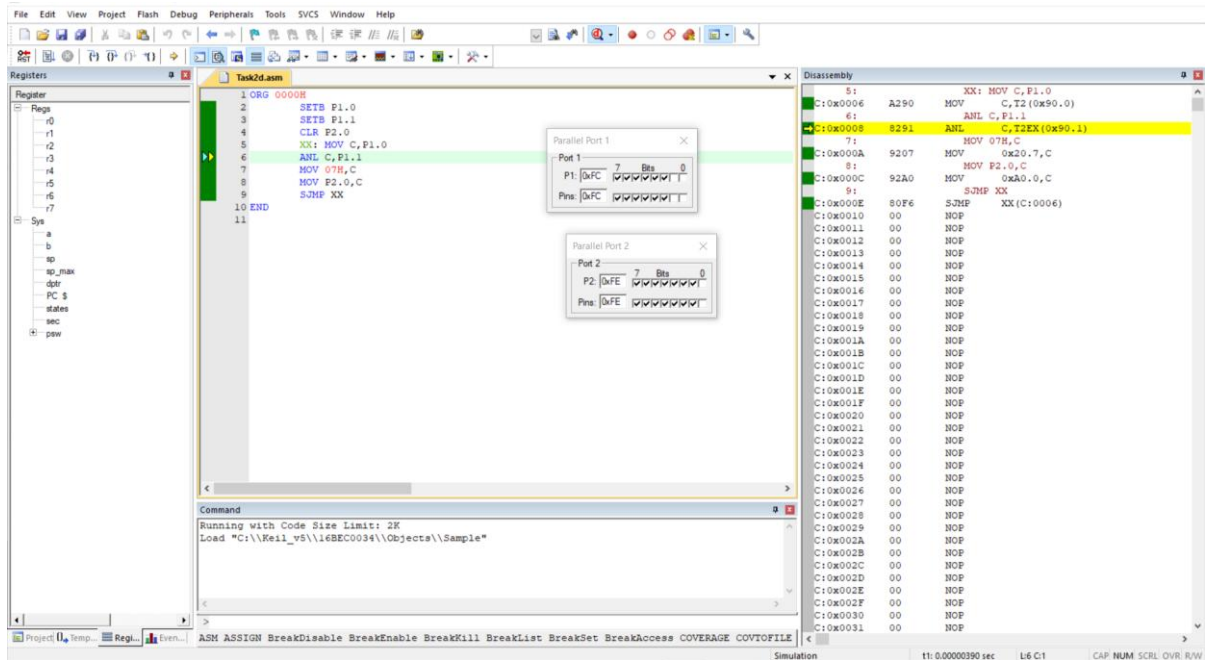 File Edit View Project Flash Debug Peripherals Tools SVCS Window Help
RST
Registers
Register
Regs
r0
r1
r2
r3
r4
r5
r6
r7
Sys
a
b
sp
sp_max
dptr
PC $
states
sec
psw
Project Temp... Regi... Even...
Task2d.asm
1 ORG 0000H
2 SETB P1.0
3 SETB P1.1
4 CLR P2.0
5 XX: MOV C,P1.0
6 ANL C,P1.1
7 MOV 07H,C
8 MOV P2.0,C
9 SJMP XX
10 END
11
Parallel Port 1
Port 1
7 Bits 0
P1: 0xFC
Pins: 0xFC
Parallel Port 2
Port 2
7 Bits 0
P2: 0xFE
Pins: 0xFE
Command
Running with Code Size Limit: 2K
Load "C:\\Keil_v5\\16BEC0034\\Objects\\Sample"
>
ASM ASSIGN BreakDisable BreakEnable BreakKill BreakList BreakSet BreakAccess COVERAGE COVTOFILE
Disassembly
5: XX: MOV C,P1.0
C:0x0006 A290 MOV C,T2(0x90.0)
6: ANL C,P1.1
C:0x0008 8291 ANL C,T2EX(0x90.1)
7: MOV 07H,C
C:0x000A 9207 MOV 0x20.7,C
8: MOV P2.0,C
C:0x000C 92A0 MOV 0xA0.0,C
9: SJMP XX
C:0x000E 80F6 SJMP XX(C:0006)
C:0x0010 00 NOP
C:0x0011 00 NOP
C:0x0012 00 NOP
C:0x0013 00 NOP
C:0x0014 00 NOP
C:0x0015 00 NOP
C:0x0016 00 NOP
C:0x0017 00 NOP
C:0x0018 00 NOP
C:0x0019 00 NOP
C:0x001A 00 NOP
C:0x001B 00 NOP
C:0x001C 00 NOP
C:0x001D 00 NOP
C:0x001E 00 NOP
C:0x001F 00 NOP
C:0x0020 00 NOP
C:0x0021 00 NOP
C:0x0022 00 NOP
C:0x0023 00 NOP
C:0x0024 00 NOP
C:0x0025 00 NOP
C:0x0026 00 NOP
C:0x0027 00 NOP
C:0x0028 00 NOP
C:0x0029 00 NOP
C:0x002A 00 NOP
C:0x002B 00 NOP
C:0x002C 00 NOP
C:0x002D 00 NOP
C:0x002E 00 NOP
C:0x002F 00 NOP
C:0x0030 00 NOP
C:0x0031 00 NOP
Simulation t1: 0.00000390 sec L:6 C:1 CAP NUM SCRL OVR R/W